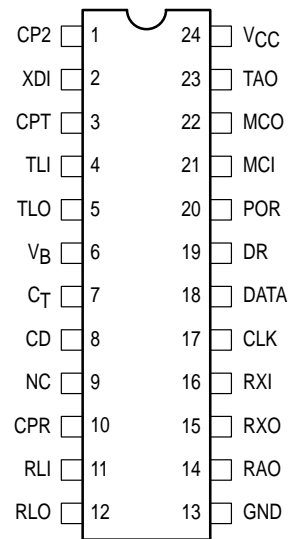 CP2 1 24 VCC
XDI 2 23 TAO
CPT 3 22 MCO
TLI 4 21 MCI
TLO 5 20 POR
VB 6 19 DR
CT 7 18 DATA
CD 8 17 CLK
NC 9 16 RXI
CPR 10 15 RXO
RLI 11 14 RAO
RLO 12 13 GND